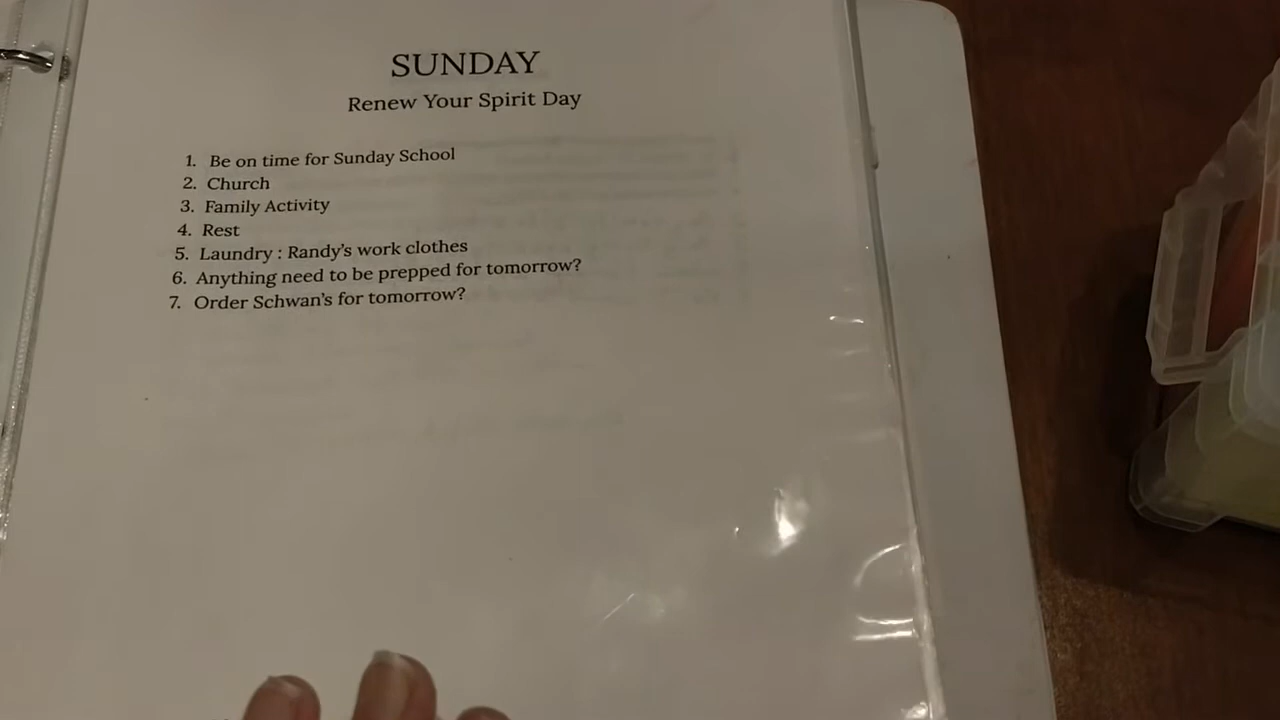 SUNDAY
Renew Your Spirit Day
1. Be on time for Sunday School
2. Church
3. Family Activity
4. Rest
5. Laundry : Randy's work clothes
6. Anything need to be prepped for tomorrow?
7. Order Schwan's for tomorrow?